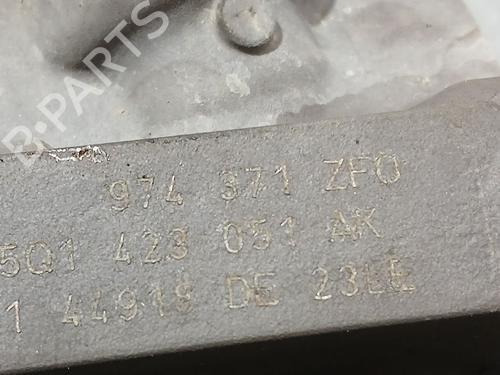 B-PARTS
974 371 ZFO
5Q1 423 051 AK
1 44918 DE 23LE